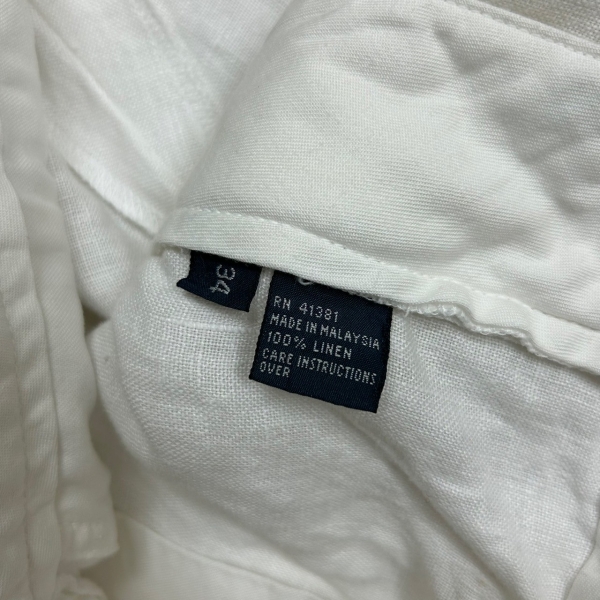 34
RN 41381
MADE IN MALAYSIA
100% LINEN
CARE INSTRUCTIONS
OVER